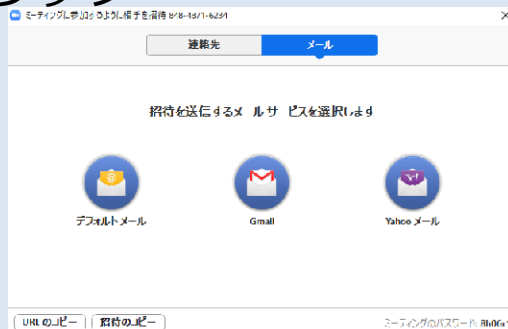 ミーティングに参加するように相手を招待
連絡先
メール
招待を送信するメールサービスを選択します
デフォルトメール
Gmail
Yahoo メール
URL のコピー
招待のコピー
ミーティングのパスワード: